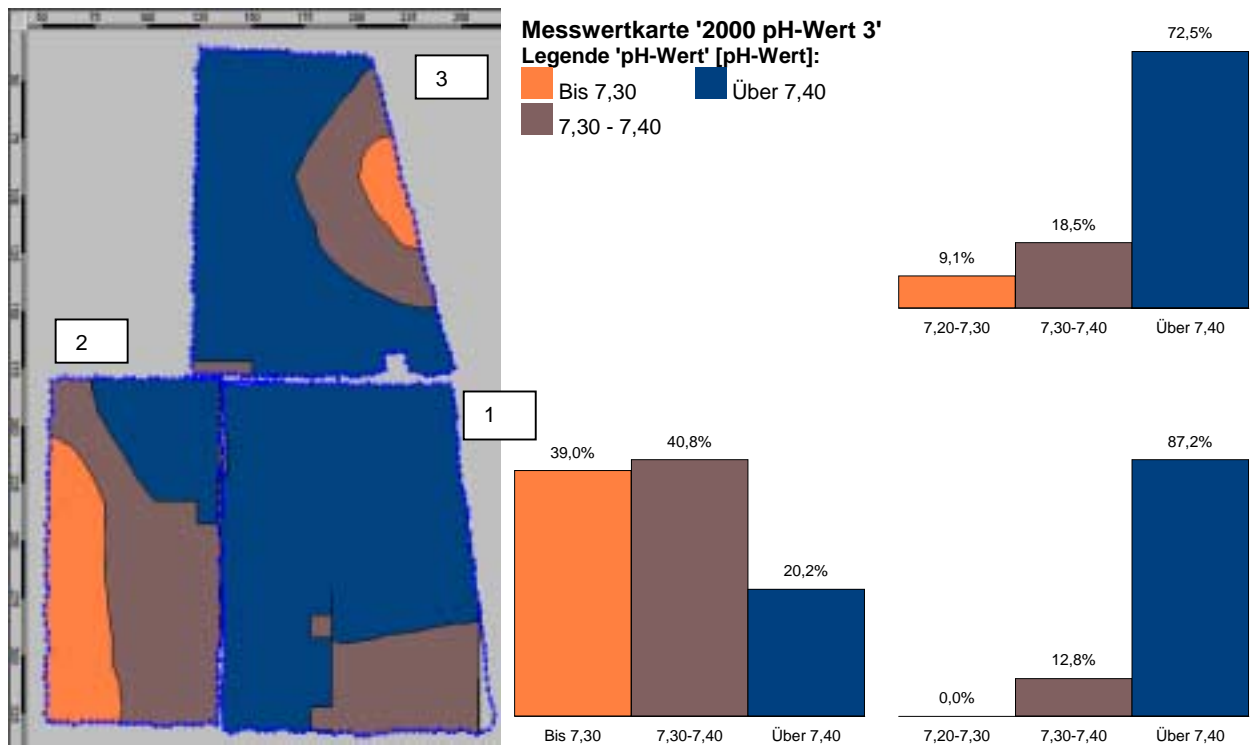 Messwertkarte '2000 pH-Wert 3'
Legende 'pH-Wert' [pH-Wert]:
Bis 7,30
Über 7,40
7,30 - 7,40
3
2
1
72,5%
18,5%
9,1%
7,20-7,30
7,30-7,40
Über 7,40
39,0%
40,8%
20,2%
Bis 7,30
7,30-7,40
Über 7,40
87,2%
12,8%
0,0%
7,20-7,30
7,30-7,40
Über 7,40